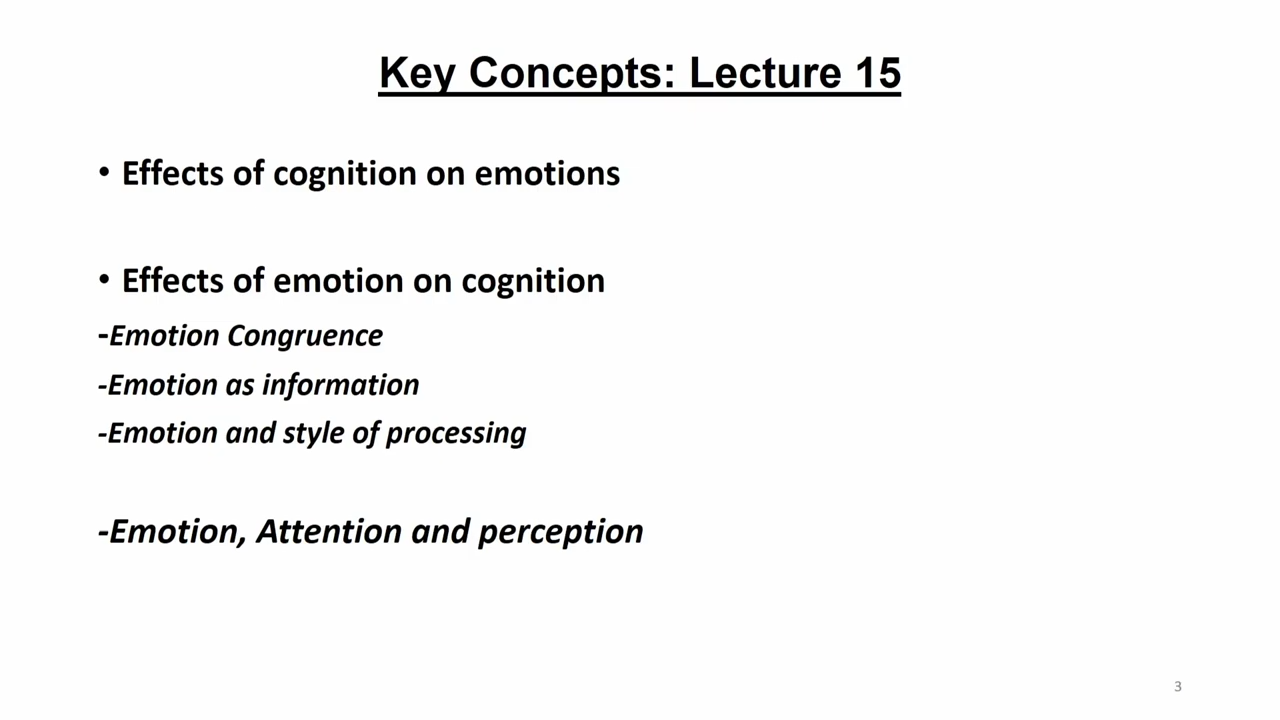 Key Concepts: Lecture 15
• Effects of cognition on emotions
• Effects of emotion on cognition
-Emotion Congruence
-Emotion as information
-Emotion and style of processing
-Emotion, Attention and perception
3